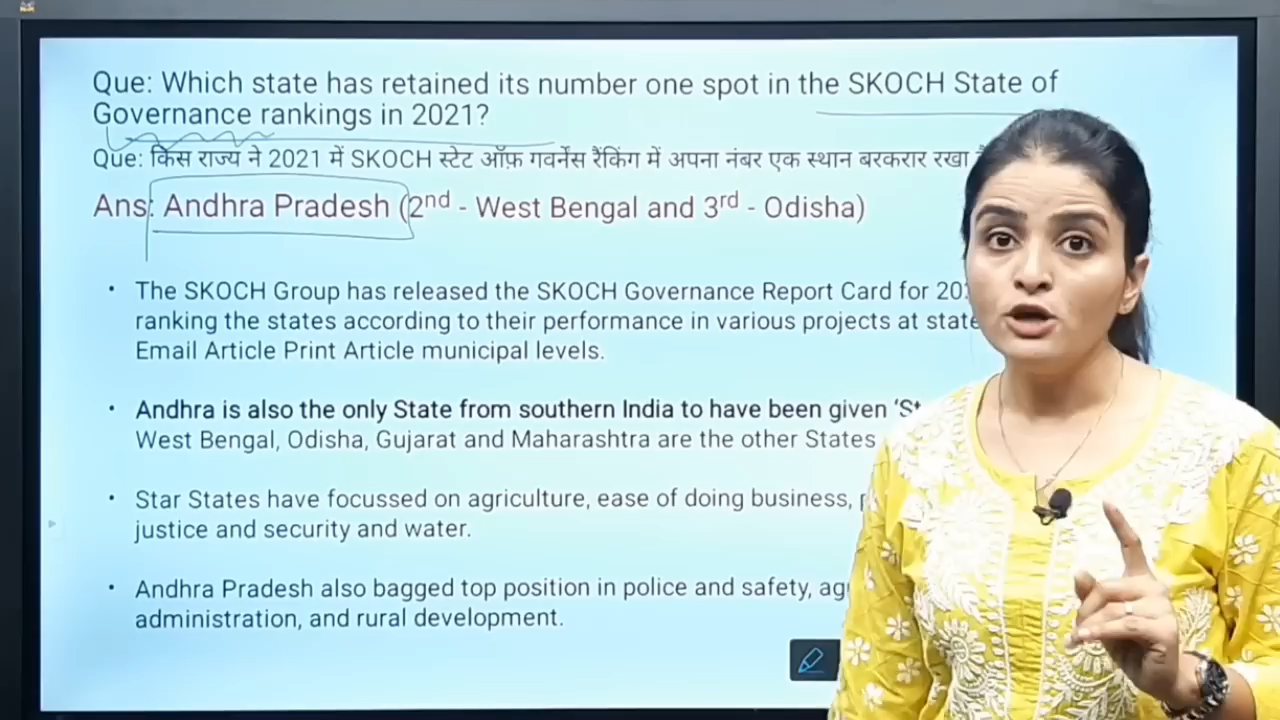 Que: Which state has retained its number one spot in the SKOCH State of
Governance rankings in 2021?
Que: किस राज्य ने 2021 में SKOCH स्टेट ऑफ़ गवर्नेंस रैंकिंग में अपना नंबर एक स्थान बरकरार रखा
Ans: Andhra Pradesh (2nd - West Bengal and 3rd - Odisha)
• The SKOCH Group has released the SKOCH Governance Report Card for
ranking the states according to their performance in various projects at state
Email Article Print Article municipal levels.
• Andhra is also the only State from southern India to have been given
West Bengal, Odisha, Gujarat and Maharashtra are the other States
• Star States have focussed on agriculture, ease of doing business,
justice and security and water.
• Andhra Pradesh also bagged top position in police and safety,
administration, and rural development.